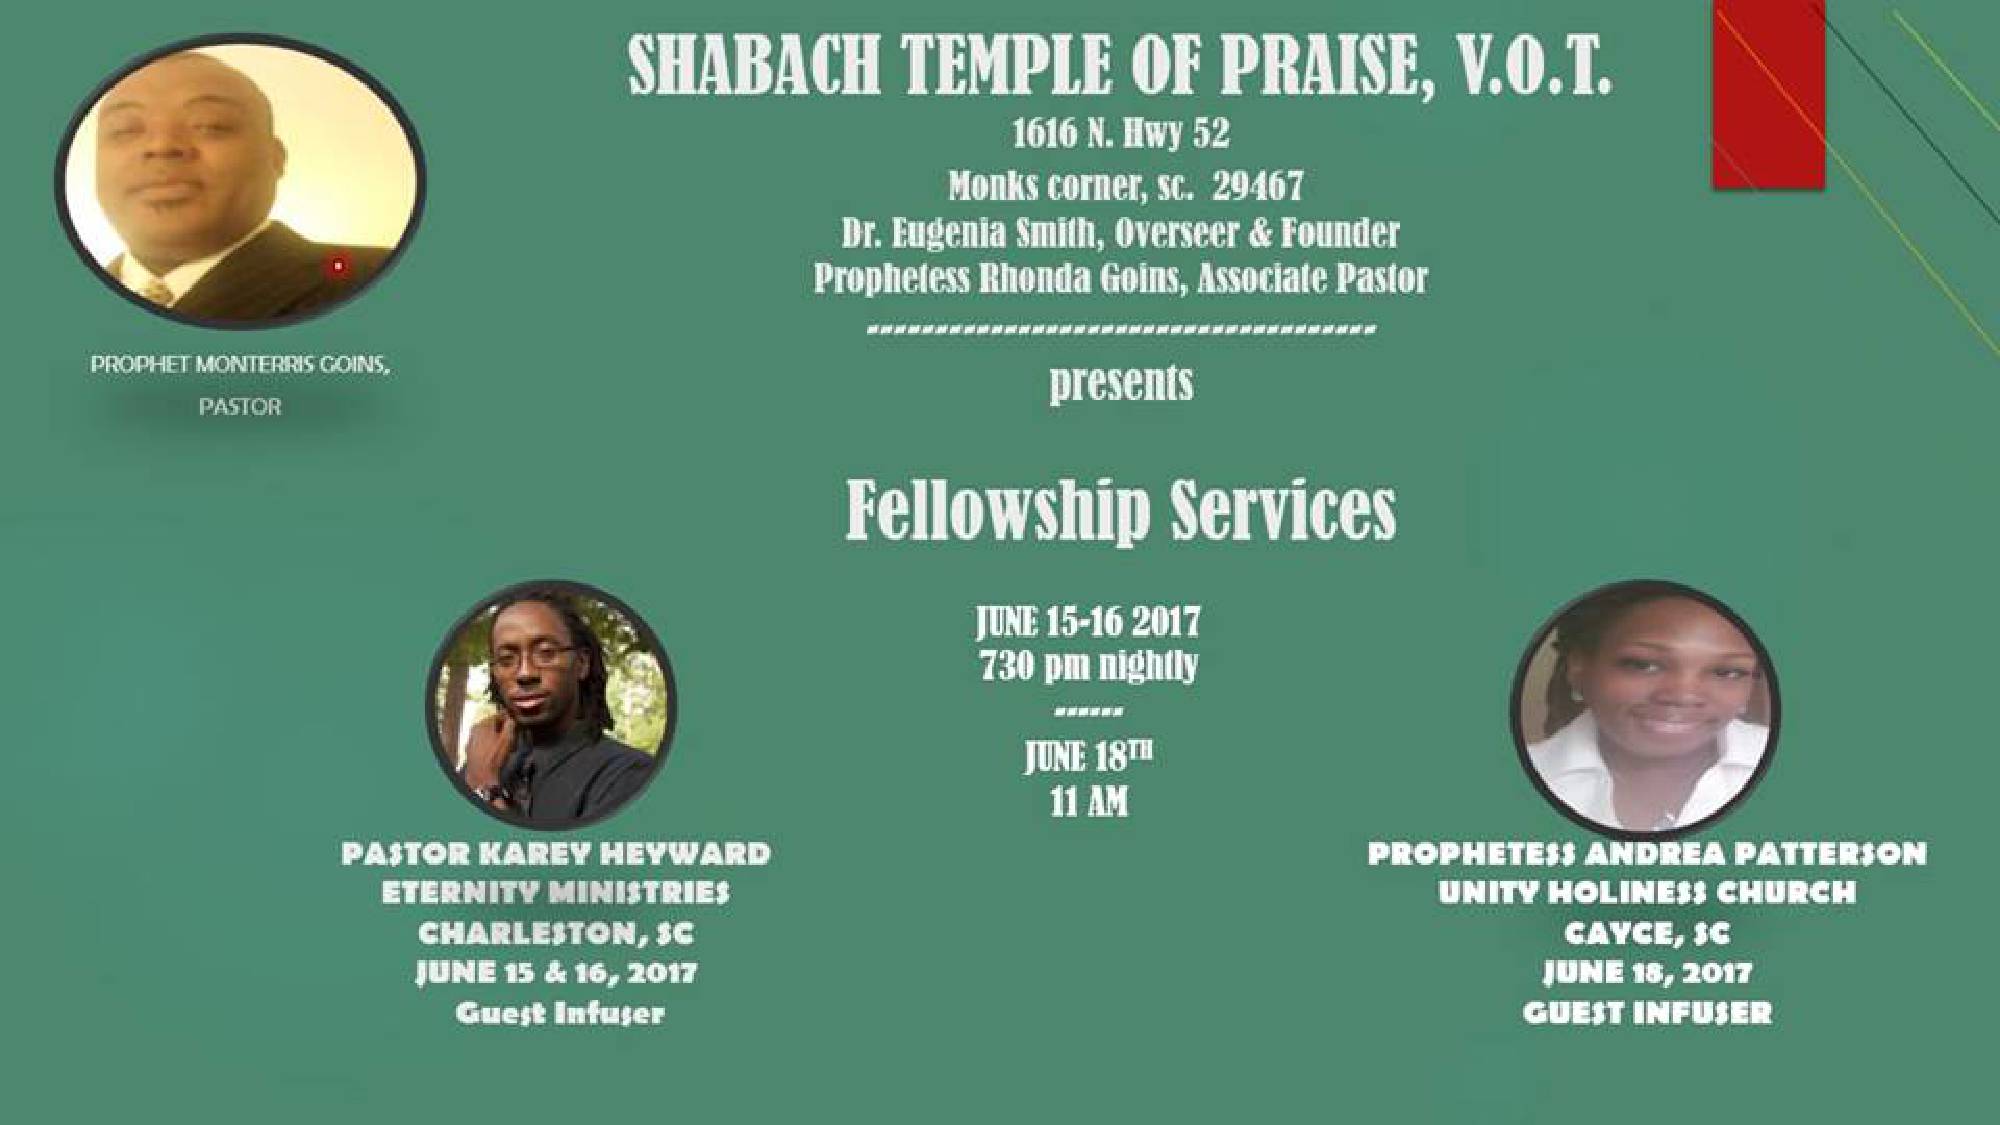 SHABACH TEMPLE OF PRAISE, V.O.T.
1616 N. Hwy 52
Monks corner, sc. 29467
Dr. Eugenia Smith, Overseer & Founder
Prophetess Rhonda Goins, Associate Pastor
-------------------------------------
presents
PROPHET MONTERRIS GOINS,
PASTOR
Fellowship Services
JUNE 15-16 2017
730 pm nightly
------
JUNE 18TH
11 AM
PASTOR KAREY HEYWARD
ETERNITY MINISTRIES
CHARLESTON, SC
JUNE 15 & 16, 2017
Guest Infuser
PROPHETESS ANDREA PATTERSON
UNITY HOLINESS CHURCH
CAYCE, SC
JUNE 18, 2017
GUEST INFUSER